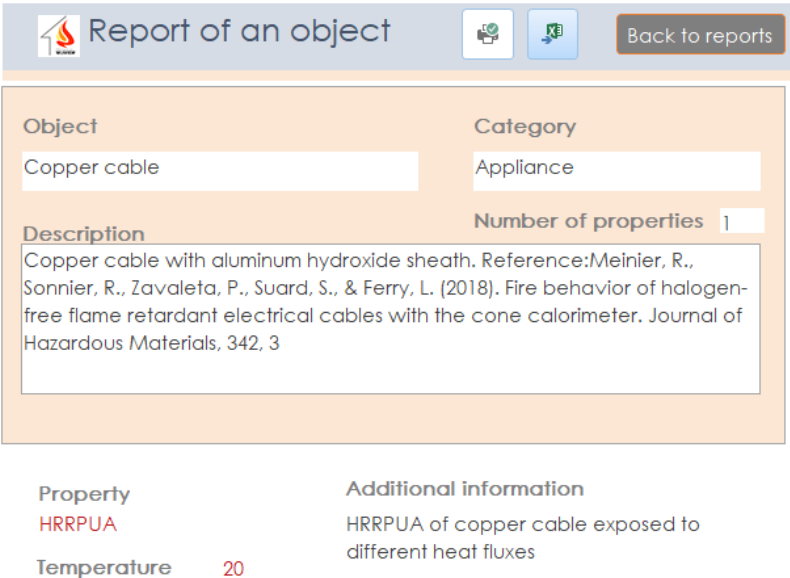 Report of an object
Back to reports
Object
Category
Copper cable
Appliance
Number of properties 1
Description
Copper cable with aluminum hydroxide sheath. Reference:Meinier, R.,
Sonnier, R., Zavaleta, P., Suard, S., & Ferry, L. (2018). Fire behavior of halogen-
free flame retardant electrical cables with the cone calorimeter. Journal of
Hazardous Materials, 342, 3
Property
Additional information
HRRPUA
HRRPUA of copper cable exposed to
different heat fluxes
Temperature 20